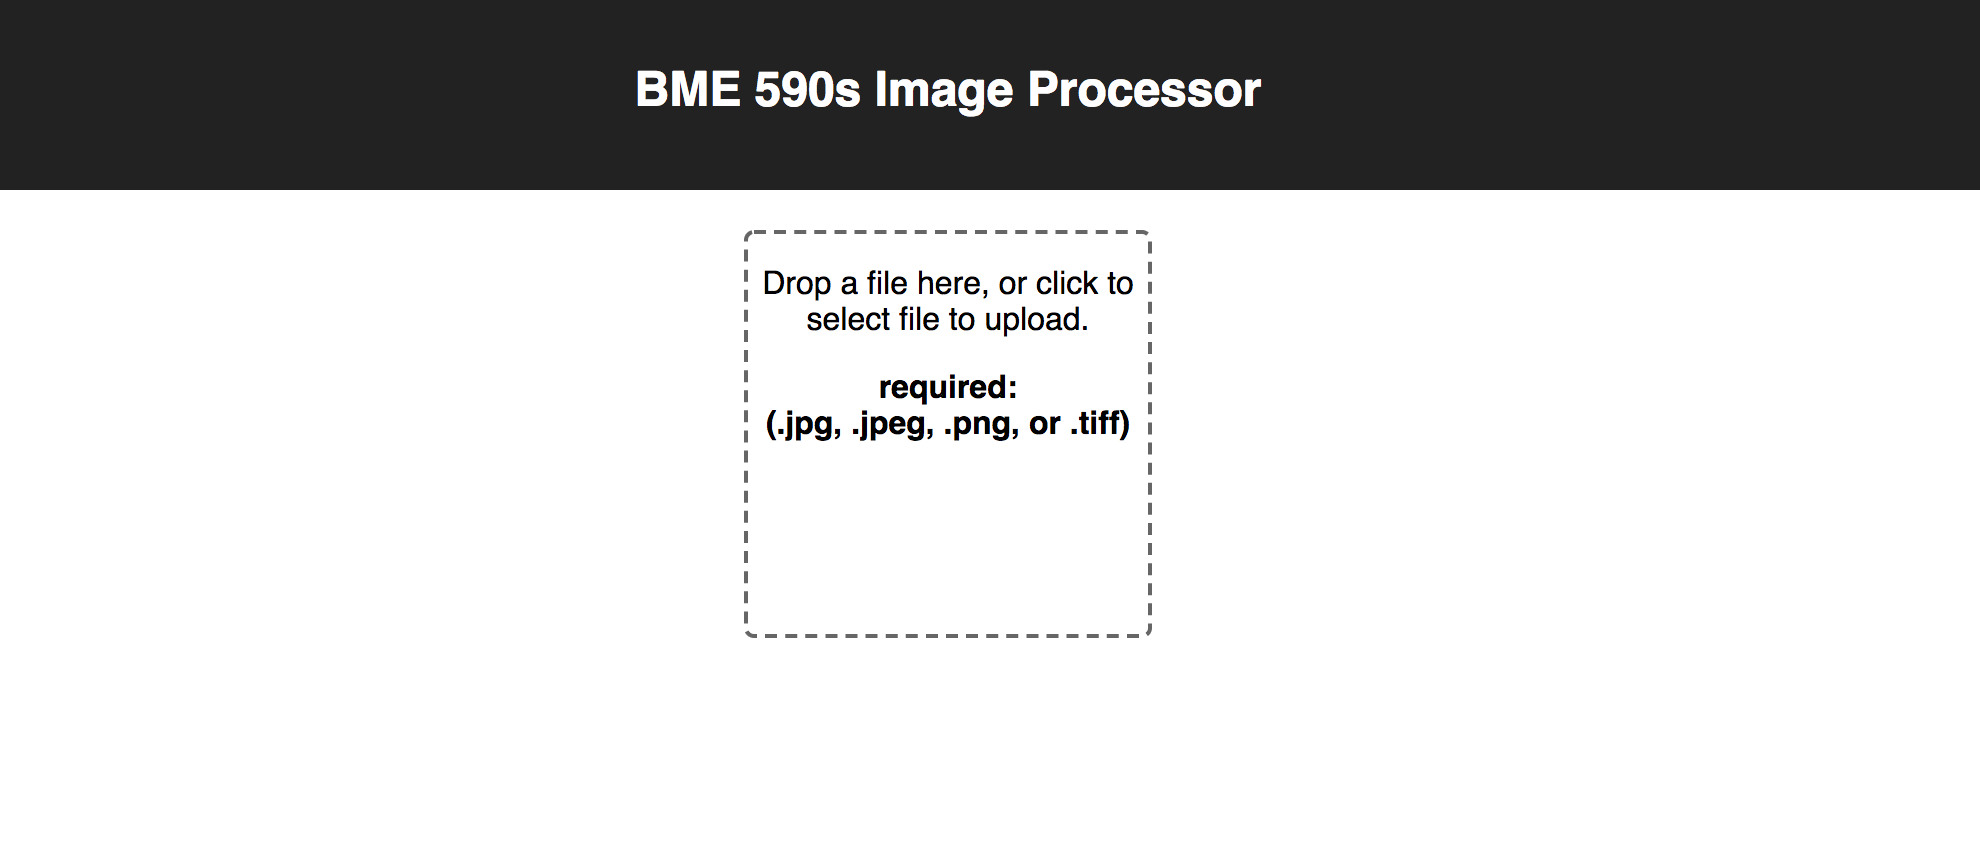 BME 590s Image Processor
Drop a file here, or click to
select file to upload.
required:
(.jpg, .jpeg, .png, or .tiff)